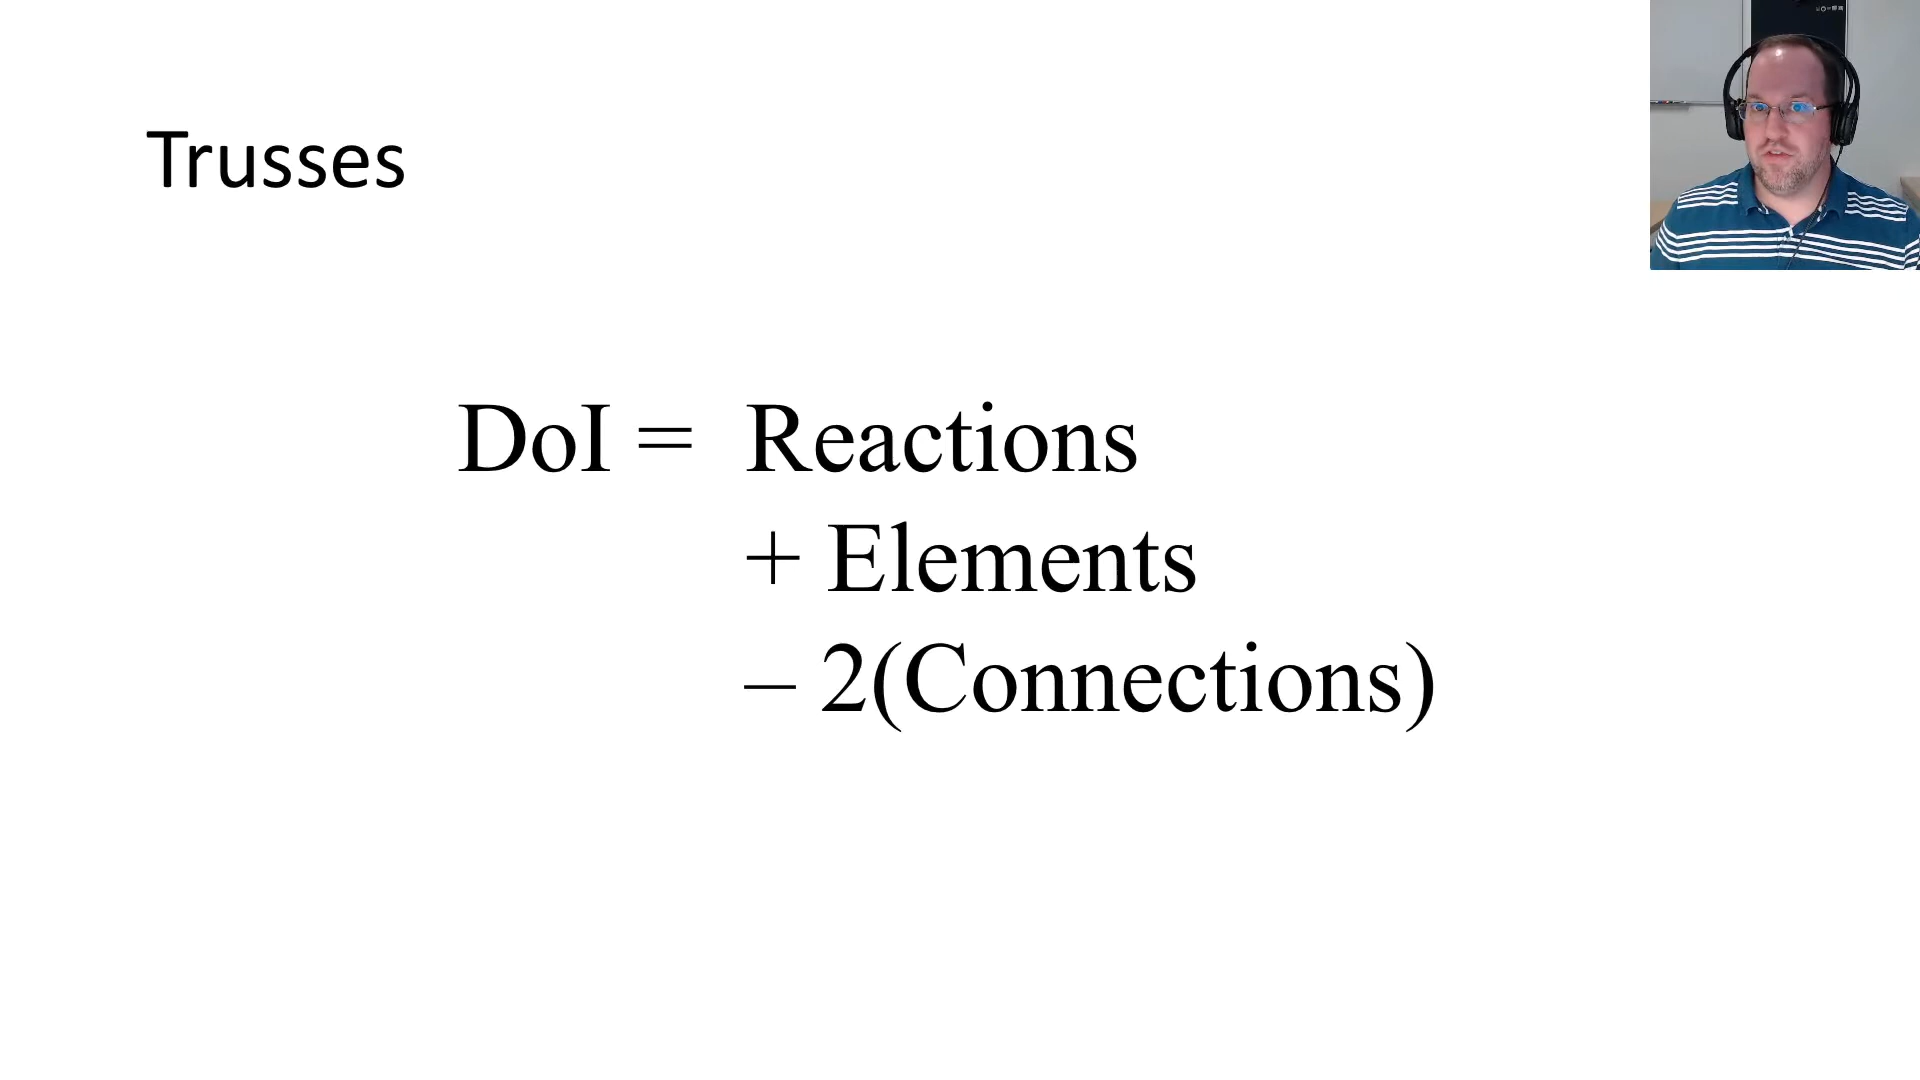 Trusses
DoI = Reactions
+ Elements
– 2(Connections)